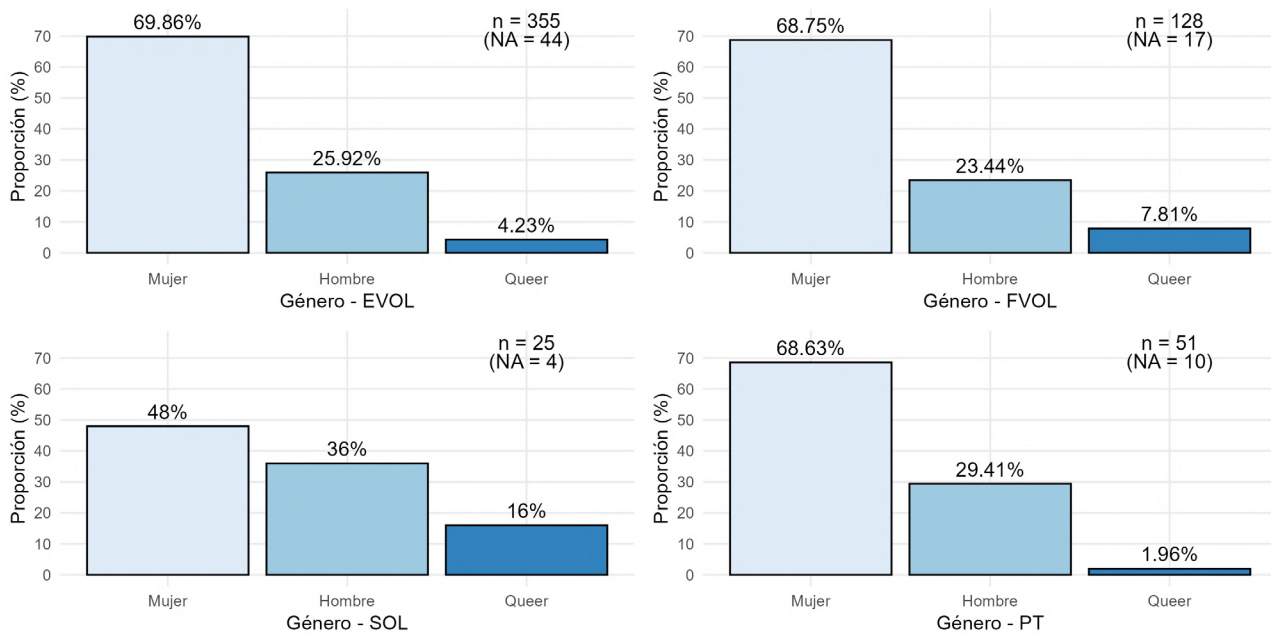 69.86%
n = 355
(NA = 44)
70
60
50
40
30
20
10
0
Proporción (%)
25.92%
4.23%
Mujer
Hombre
Queer
Género - EVOL
68.75%
n = 128
(NA = 17)
70
60
50
40
30
20
10
0
Proporción (%)
23.44%
7.81%
Mujer
Hombre
Queer
Género - FVOL
n = 25
(NA = 4)
70
60
50
40
30
20
10
0
Proporción (%)
48%
36%
16%
Mujer
Hombre
Queer
Género - SOL
68.63%
n = 51
(NA = 10)
70
60
50
40
30
20
10
0
Proporción (%)
29.41%
1.96%
Mujer
Hombre
Queer
Género - PT